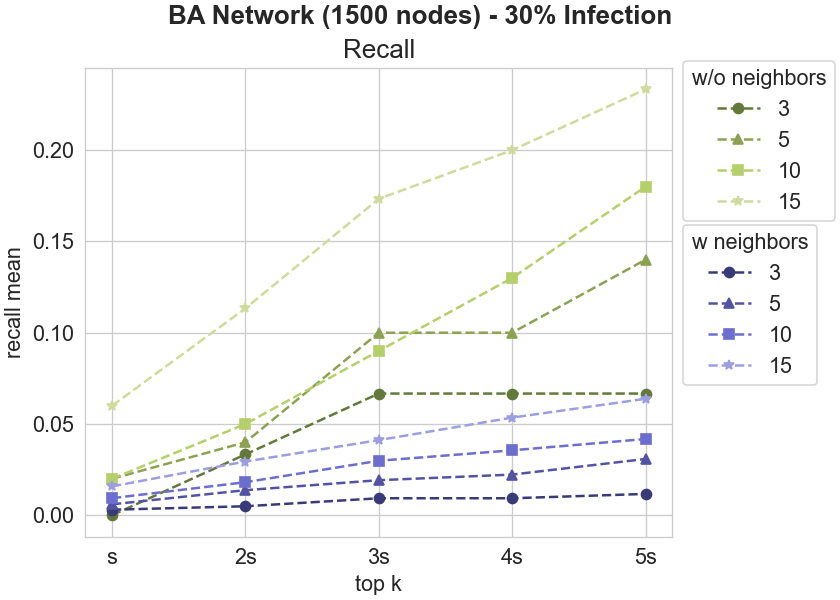 BA Network (1500 nodes) - 30% Infection
Recall
w/o neighbors
3
5
10
15
w neighbors
3
5
10
15
recall mean
0.20
0.15
0.10
0.05
0.00
s 2s 3s 4s 5s
top k